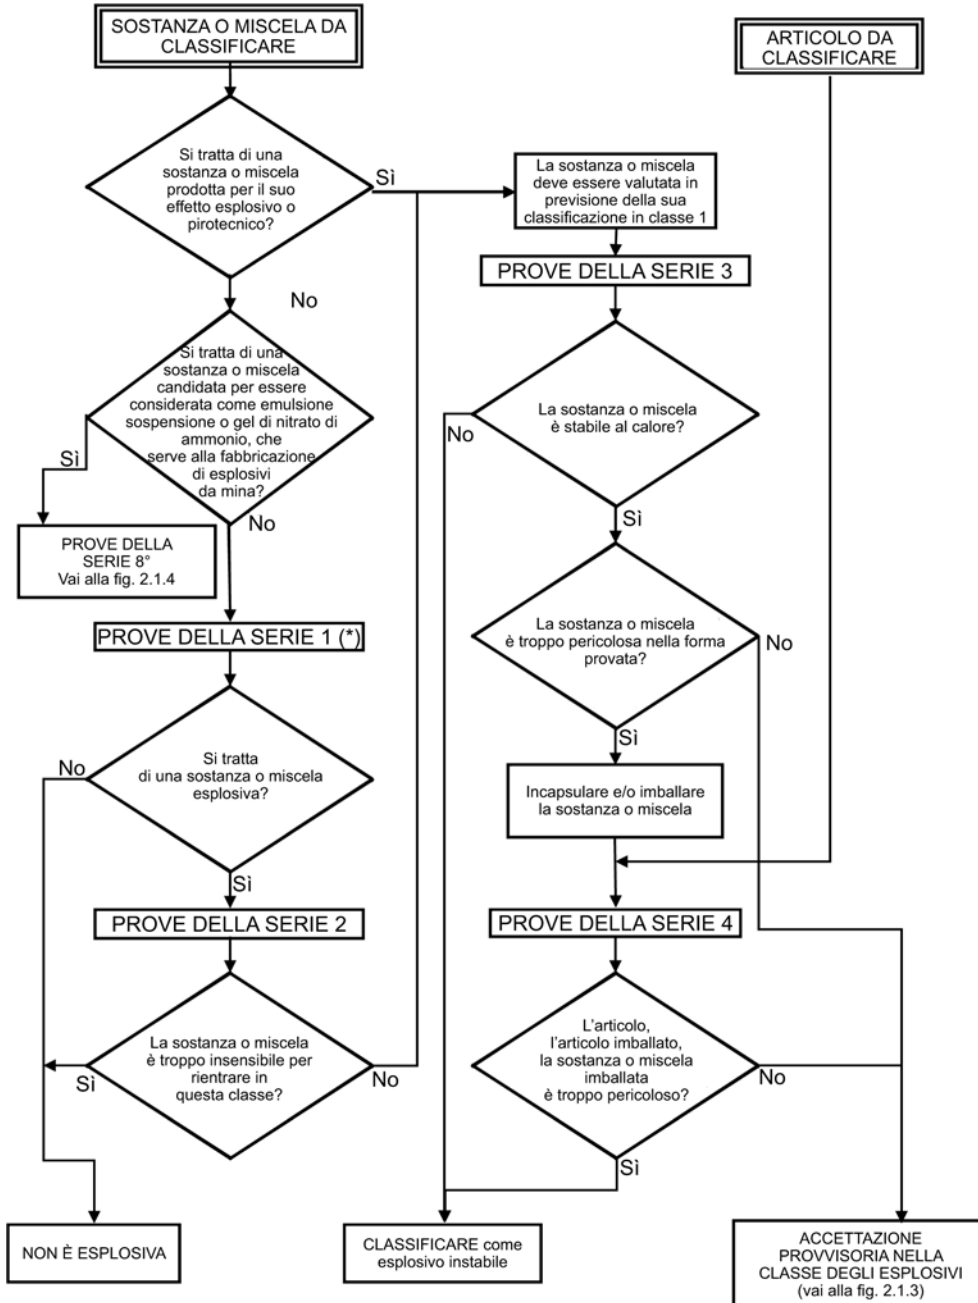 SOSTANZA O MISCELA DA
CLASSIFICARE
ARTICOLO DA
CLASSIFICARE
Si tratta di una
sostanza o miscela
prodotta per il suo
effetto esplosivo o
pirotecnico?
Sì
La sostanza o miscela
deve essere valutata in
previsione della sua
classificazione in classe 1
PROVE DELLA SERIE 3
No
Si tratta di una
sostanza o miscela
candidata per essere
considerata come emulsione
sospensione o gel di nitrato di
ammonio, che
serve alla fabbricazione
di esplosivi
da mina?
Sì
No
La sostanza o miscela
è stabile al calore?
No
Sì
PROVE DELLA
SERIE 8°
Vai alla fig. 2.1.4
PROVE DELLA SERIE 1 (*)
La sostanza o miscela
è troppo pericolosa nella forma
provata?
No
Sì
Si tratta
di una sostanza o miscela
esplosiva?
No
Sì
Incapsulare e/o imballare
la sostanza o miscela
PROVE DELLA SERIE 2
PROVE DELLA SERIE 4
La sostanza o miscela
è troppo insensibile per
rientrare in
questa classe?
Sì
No
L'articolo,
l'articolo imballato,
la sostanza o miscela
imballata
è troppo pericoloso?
No
Sì
NON È ESPLOSIVA
CLASSIFICARE come
esplosivo instabile
ACCETTAZIONE
PROVVISORIA NELLA
CLASSE DEGLI ESPLOSIVI
(vai alla fig. 2.1.3)